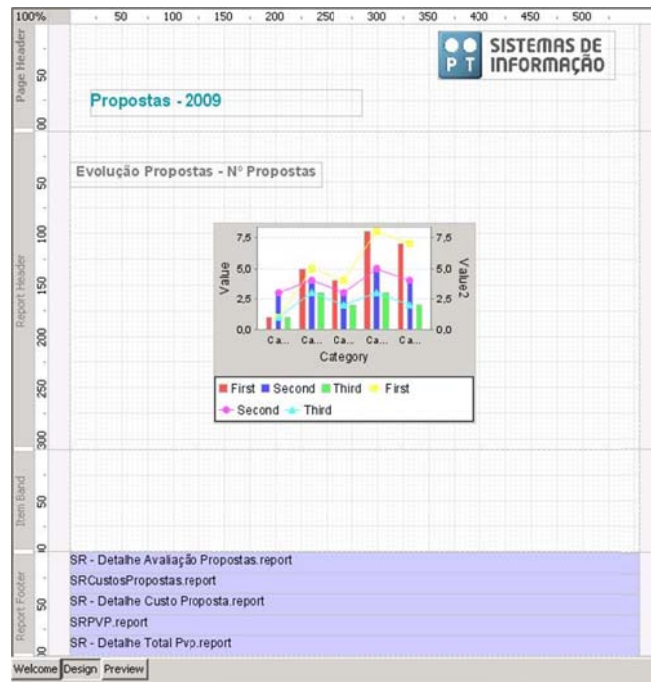 100% 50 100 150 200 250 300 350 400 450 500
Page Header
50
00
PT SISTEMAS DE INFORMAÇÃO
Propostas - 2009
Report Header
50
100
150
200
250
300
Evolução Propostas - Nº Propostas
Value
7,5
5,0
2,5
0,0
7,5
5,0
2,5
0,0
Value2
Ca... Ca... Ca... Ca... Ca...
Category
First Second Third First
Second Third
Item Band
50
Report Footer
50
00
SR - Detalhe Avaliação Propostas.report
SRCustosPropostas.report
SR - Detalhe Custo Proposta.report
SRPVP.report
SR - Detalhe Total Pvp.report
Welcome Design Preview